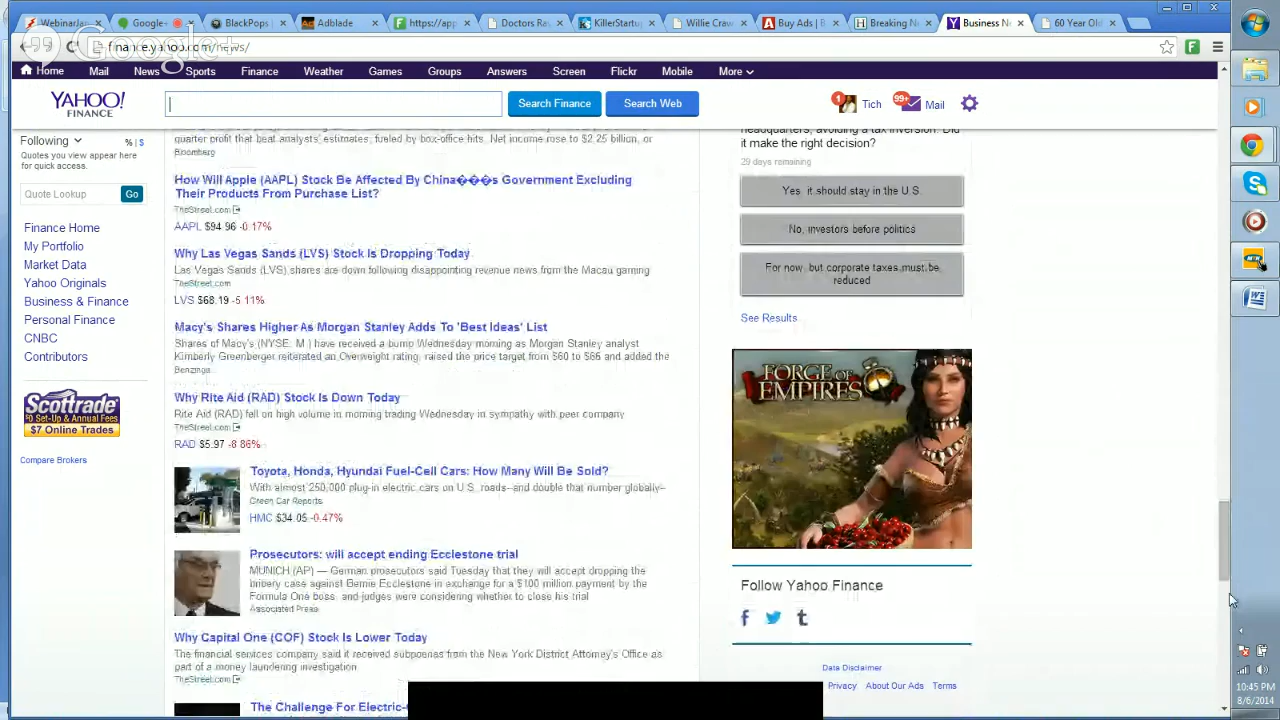 WebinarJa
Google+
BlackPops
Adblade
https://app
Doctors Ra
KillerStartu
Willie Craw
Buy Ads | B
Breaking Ne
Business Ne
60 Year Old
finance.yahoo.com/news/
Google+
Home Mail News Sports Finance Weather Games Groups Answers Screen Flickr Mobile More
YAHOO!
FINANCE
Search Finance
Search Web
1 Tich
99+ Mail
Following
% | $
Quotes you view appear here
for quick access.
Quote Lookup Go
Finance Home
My Portfolio
Market Data
Yahoo Originals
Business & Finance
Personal Finance
CNBC
Contributors
Scottrade
$0 Set-Up & Annual Fees
$7 Online Trades
Compare Brokers
quarter profit that beat analysts' estimates, fueled by box-office hits. Net income rose to $2.25 billion, or
Bloomberg
How Will Apple (AAPL) Stock Be Affected By China���s Government Excluding
Their Products From Purchase List?
TheStreet.com
AAPL $94.96 -0.17%
Why Las Vegas Sands (LVS) Stock Is Dropping Today
Las Vegas Sands (LVS) shares are down following disappointing revenue news from the Macau gaming
TheStreet.com
LVS $68.19 -5.11%
Macy's Shares Higher As Morgan Stanley Adds To 'Best Ideas' List
Shares of Macy's (NYSE: M ) have received a bump Wednesday morning as Morgan Stanley analyst
Kimberly Greenberger reiterated an Overweight rating, raised the price target from $60 to $66 and added the
Benzinga
Why Rite Aid (RAD) Stock Is Down Today
Rite Aid (RAD) fell on high volume in morning trading Wednesday in sympathy with peer company
TheStreet.com
RAD $5.97 -8.86%
Toyota, Honda, Hyundai Fuel-Cell Cars: How Many Will Be Sold?
With almost 250,000 plug-in electric cars on U.S. roads--and double that number globally--
Green Car Reports
HMC $34.05 -0.47%
Prosecutors: will accept ending Ecclestone trial
MUNICH (AP) — German prosecutors said Tuesday that they will accept dropping the
bribery case against Bernie Ecclestone in exchange for a $100 million payment by the
Formula One boss, and judges were considering whether to close his trial
Associated Press
Why Capital One (COF) Stock Is Lower Today
The financial services company said it received subpoenas from the New York District Attorney's Office as
part of a money laundering investigation.
TheStreet.com
The Challenge For Electric-
headquarters, avoiding a tax inversion. Did
it make the right decision?
29 days remaining
Yes, it should stay in the U.S.
No, investors before politics
For now, but corporate taxes must be
reduced
See Results
FORGE OF
EMPIRES
Follow Yahoo Finance
Data Disclaimer
Privacy About Our Ads Terms
10:45 PM
8/6/2014